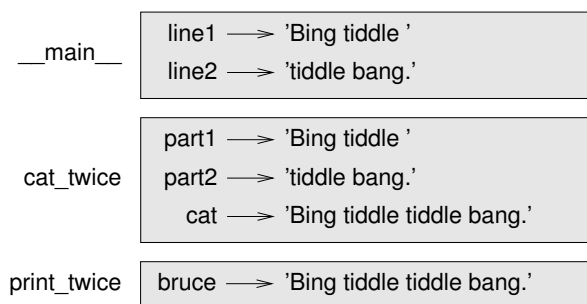 __main__
line1 ’Bing tiddle ’
line2 ’tiddle bang.’
cat_twice
part1 ’Bing tiddle ’
part2 ’tiddle bang.’
cat ’Bing tiddle tiddle bang.’
print_twice
bruce ’Bing tiddle tiddle bang.’